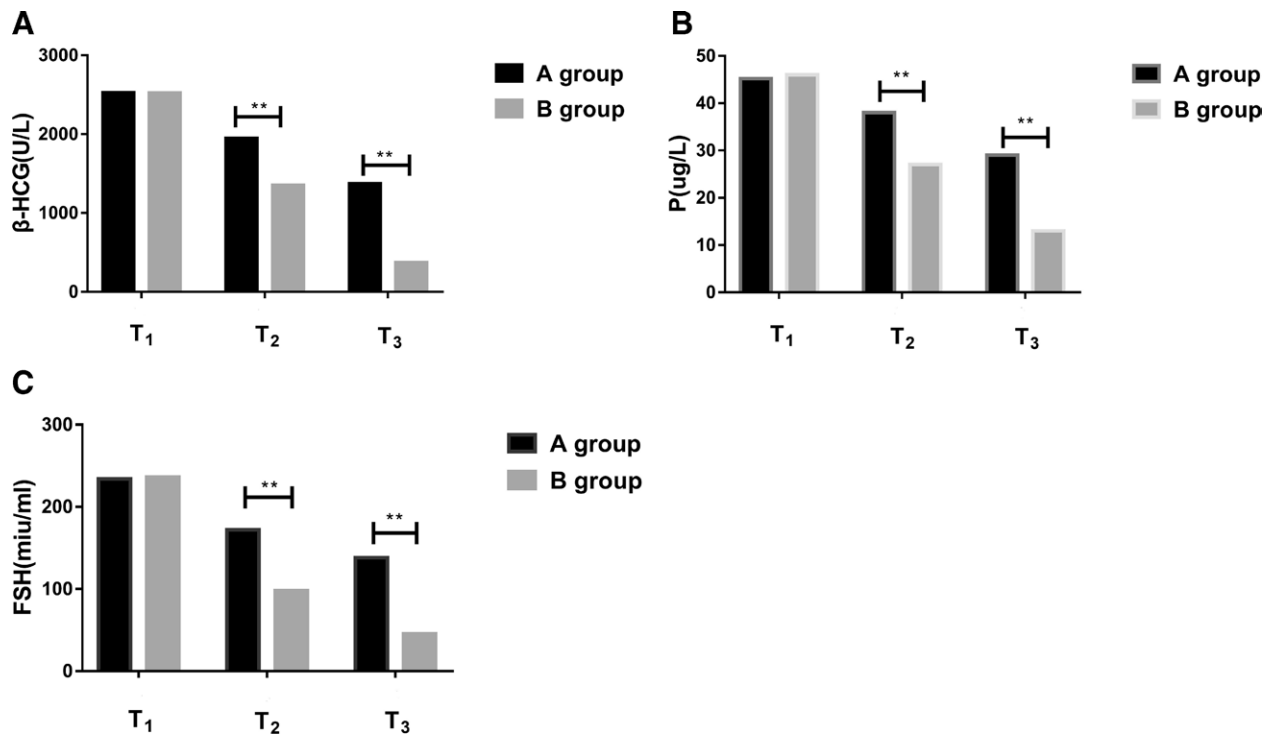 A
β-HCG(U/L)
3000
2000
1000
0
**
**
T1
T2
T3
A group
B group
B
P(ug/L)
50
40
30
20
10
0
**
**
T1
T2
T3
A group
B group
C
FSH(miu/ml)
300
200
100
0
**
**
T1
T2
T3
A group
B group